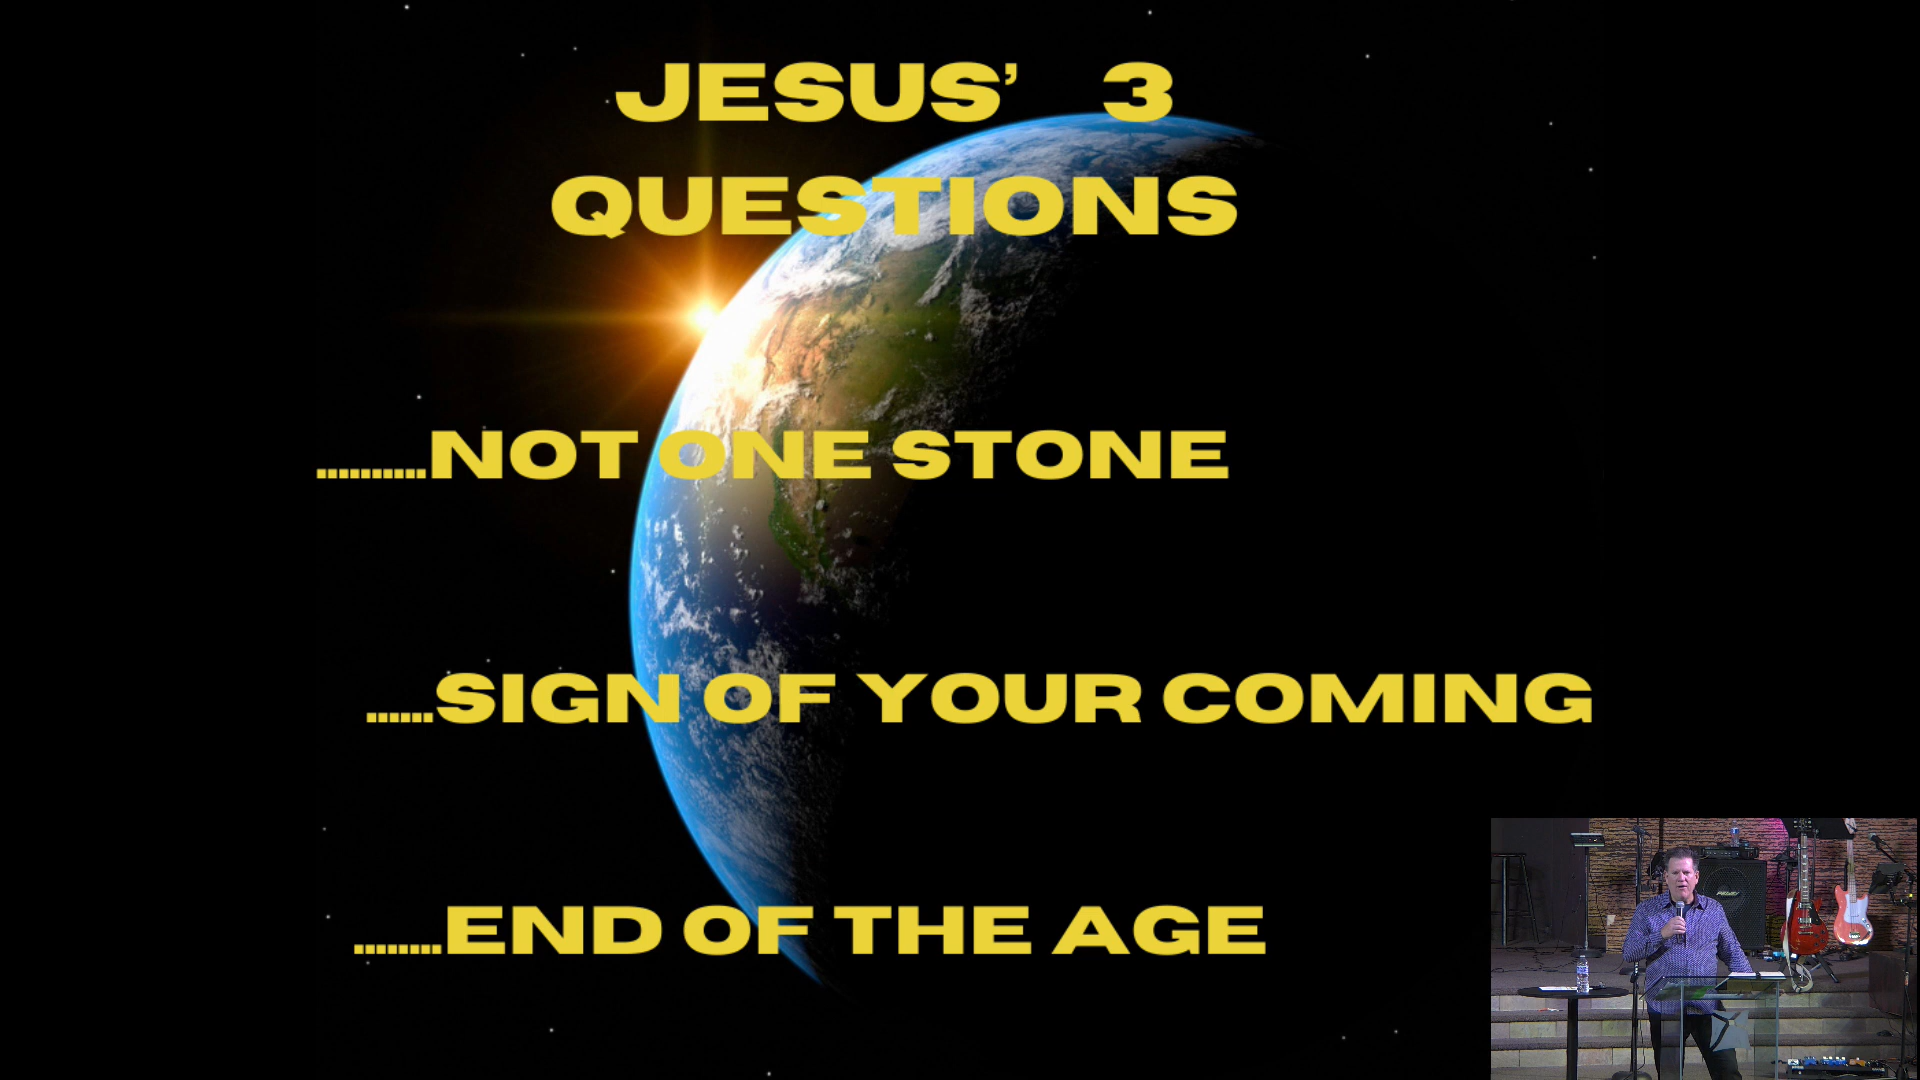 JESUS’ 3
QUESTIONS
..........NOT ONE STONE
......SIGN OF YOUR COMING
........END OF THE AGE